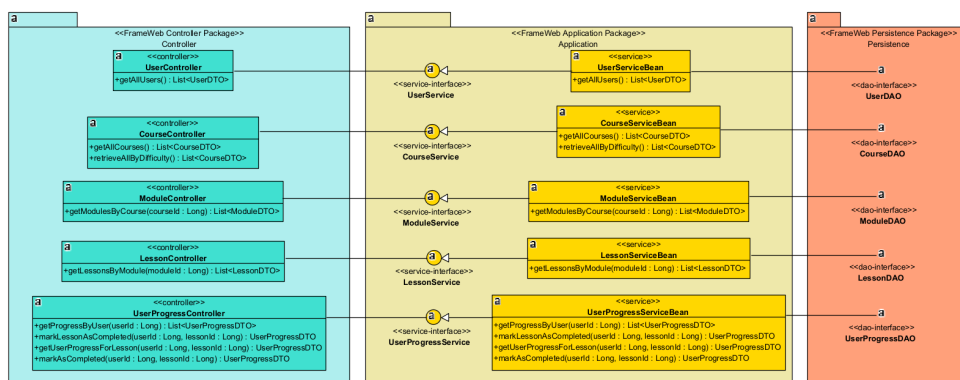 a
<<FrameWeb Controller Package>>
Controller
a
<<controller>>
UserController
+getAllUsers() : List<UserDTO>
a
<<controller>>
CourseController
+getAllCourses() : List<CourseDTO>
+retrieveAllByDifficulty() : List<CourseDTO>
a
<<controller>>
ModuleController
+getModulesByCourse(courseId : Long) : List<ModuleDTO>
a
<<controller>>
LessonController
+getLessonsByModule(moduleId : Long) : List<LessonDTO>
a
<<controller>>
UserProgressController
+getProgressByUser(userId : Long) : List<UserProgressDTO>
+markLessonAsCompleted(userId : Long, lessonId : Long) : UserProgressDTO
+getUserProgressForLesson(userId : Long, lessonId : Long) : UserProgressDTO
+markAsCompleted(userId : Long, lessonId : Long) : UserProgressDTO
a
<<FrameWeb Application Package>>
Application
a
<<service-interface>>
UserService
a
<<service-interface>>
CourseService
a
<<service-interface>>
ModuleService
a
<<service-interface>>
LessonService
a
<<service-interface>>
UserProgressService
a
<<service>>
UserServiceBean
+getAllUsers() : List<UserDTO>
a
<<service>>
CourseServiceBean
+getAllCourses() : List<CourseDTO>
+retrieveAllByDifficulty() : List<CourseDTO>
a
<<service>>
ModuleServiceBean
+getModulesByCourse(courseId : Long) : List<ModuleDTO>
a
<<service>>
LessonServiceBean
+getLessonsByModule(moduleId : Long) : List<LessonDTO>
a
<<service>>
UserProgressServiceBean
+getProgressByUser(userId : Long) : List<UserProgressDTO>
+markLessonAsCompleted(userId : Long, lessonId : Long) : UserProgressDTO
+getUserProgressForLesson(userId : Long, lessonId : Long) : UserProgressDTO
+markAsCompleted(userId : Long, lessonId : Long) : UserProgressDTO
a
<<FrameWeb Persistence Package>>
Persistence
a
<<dao-interface>>
UserDAO
a
<<dao-interface>>
CourseDAO
a
<<dao-interface>>
ModuleDAO
a
<<dao-interface>>
LessonDAO
a
<<dao-interface>>
UserProgressDAO